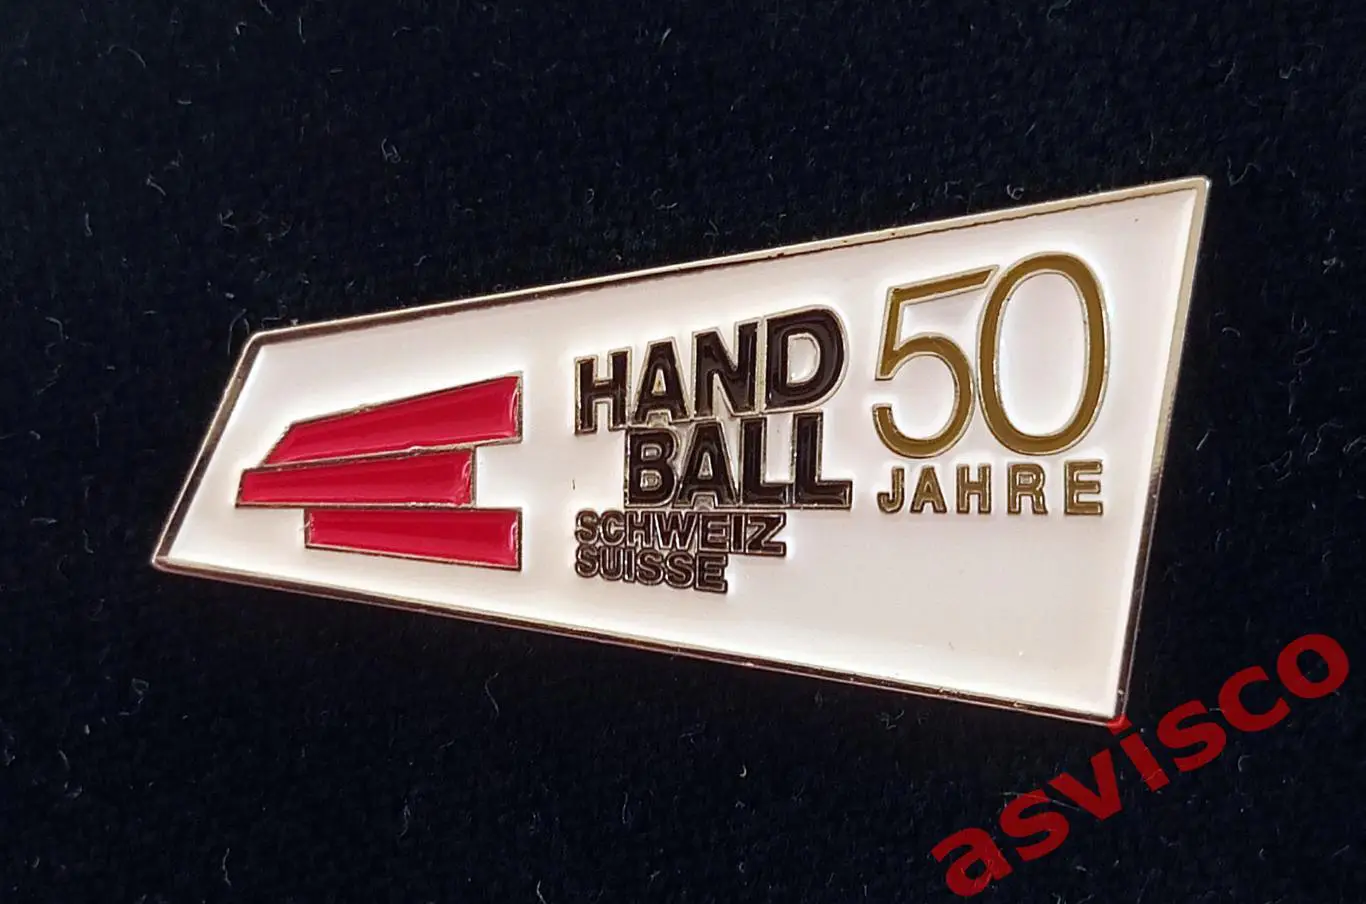 HAND
BALL
SCHWEIZ
SUISSE
50
JAHRE
asvisco